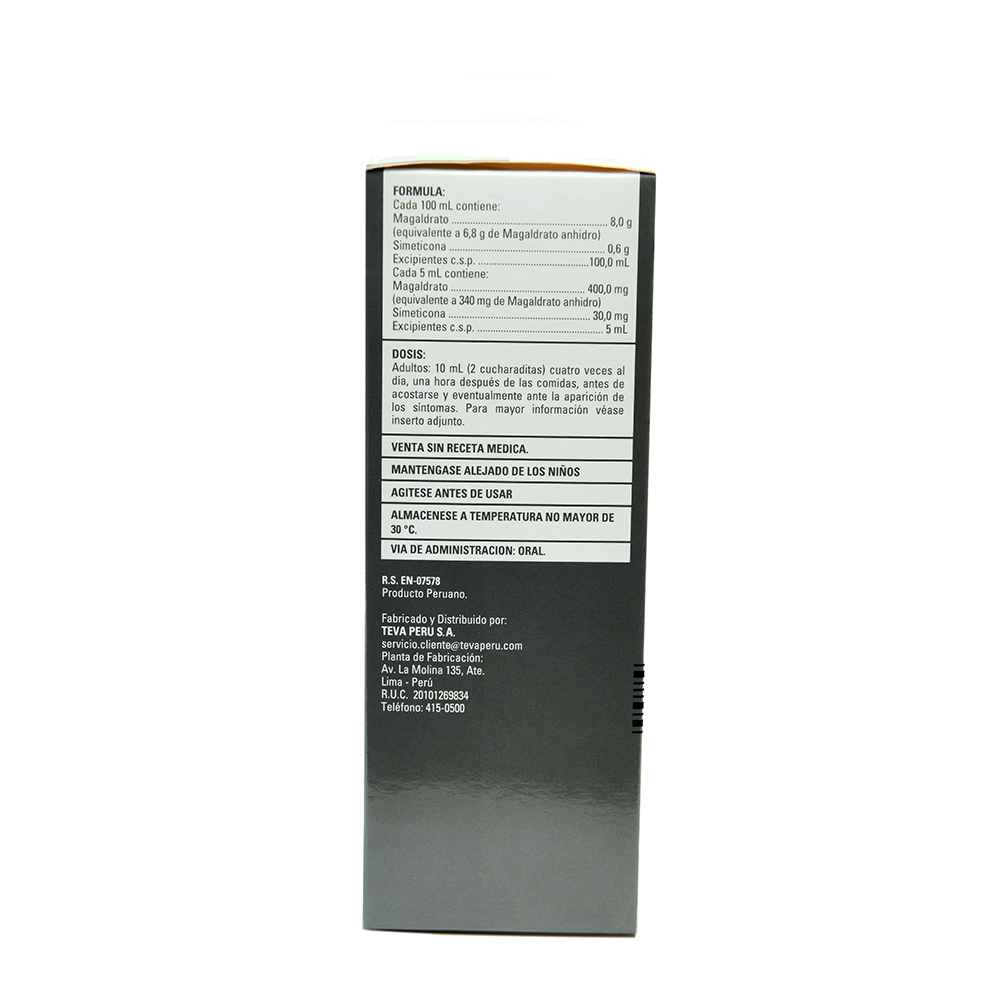 FORMULA:
Cada 100 mL contiene:
Magaldrato ........................................................ 8,0 g
(equivalente a 6,8 g de Magaldrato anhidro)
Simeticona ........................................................ 0,6 g
Excipientes c.s.p. ................................................100,0 mL
Cada 5 mL contiene:
Magaldrato ................................................ 400,0 mg
(equivalente a 340 mg de Magaldrato anhidro)
Simeticona ................................................ 30,0 mg
Excipientes c.s.p. ................................................ 5 mL
DOSIS:
Adultos: 10 mL (2 cucharaditas) cuatro veces al
día, una hora después de las comidas, antes de
acostarse y eventualmente ante la aparición de
los síntomas. Para mayor información véase
inserto adjunto.
VENTA SIN RECETA MEDICA.
MANTENGASE ALEJADO DE LOS NIÑOS
AGITESE ANTES DE USAR
ALMACENESE A TEMPERATURA NO MAYOR DE
30 °C.
VIA DE ADMINISTRACION: ORAL.
R.S. EN-07578
Producto Peruano.
Fabricado y Distribuido por:
TEVA PERU S.A.
servicio.cliente@tevaperu.com
Planta de Fabricación:
Av. La Molina 135, Ate.
Lima - Perú
R.U.C. 20101269834
Teléfono: 415-0500